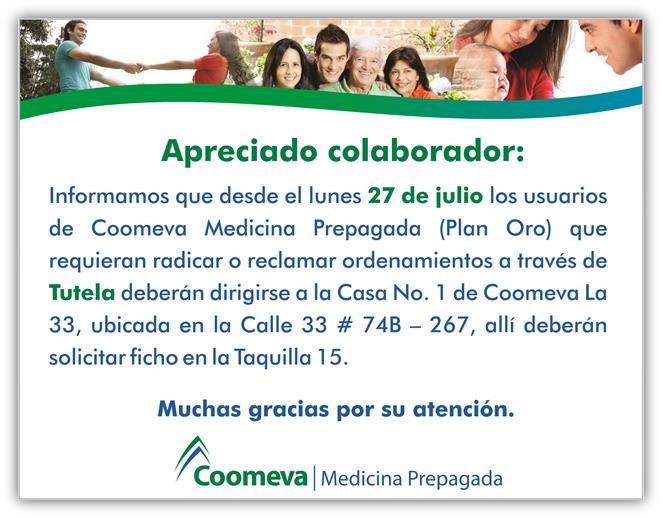 Apreciado colaborador:
Informamos que desde el lunes 27 de julio los usuarios
de Coomeva Medicina Prepagada (Plan Oro) que
requieran radicar o reclamar ordenamientos a través de
Tutela deberán dirigirse a la Casa No. 1 de Coomeva La
33, ubicada en la Calle 33 # 74B – 267, allí deberán
solicitar ficho en la Taquilla 15.
Muchas gracias por su atención.
Coomeva | Medicina Prepagada